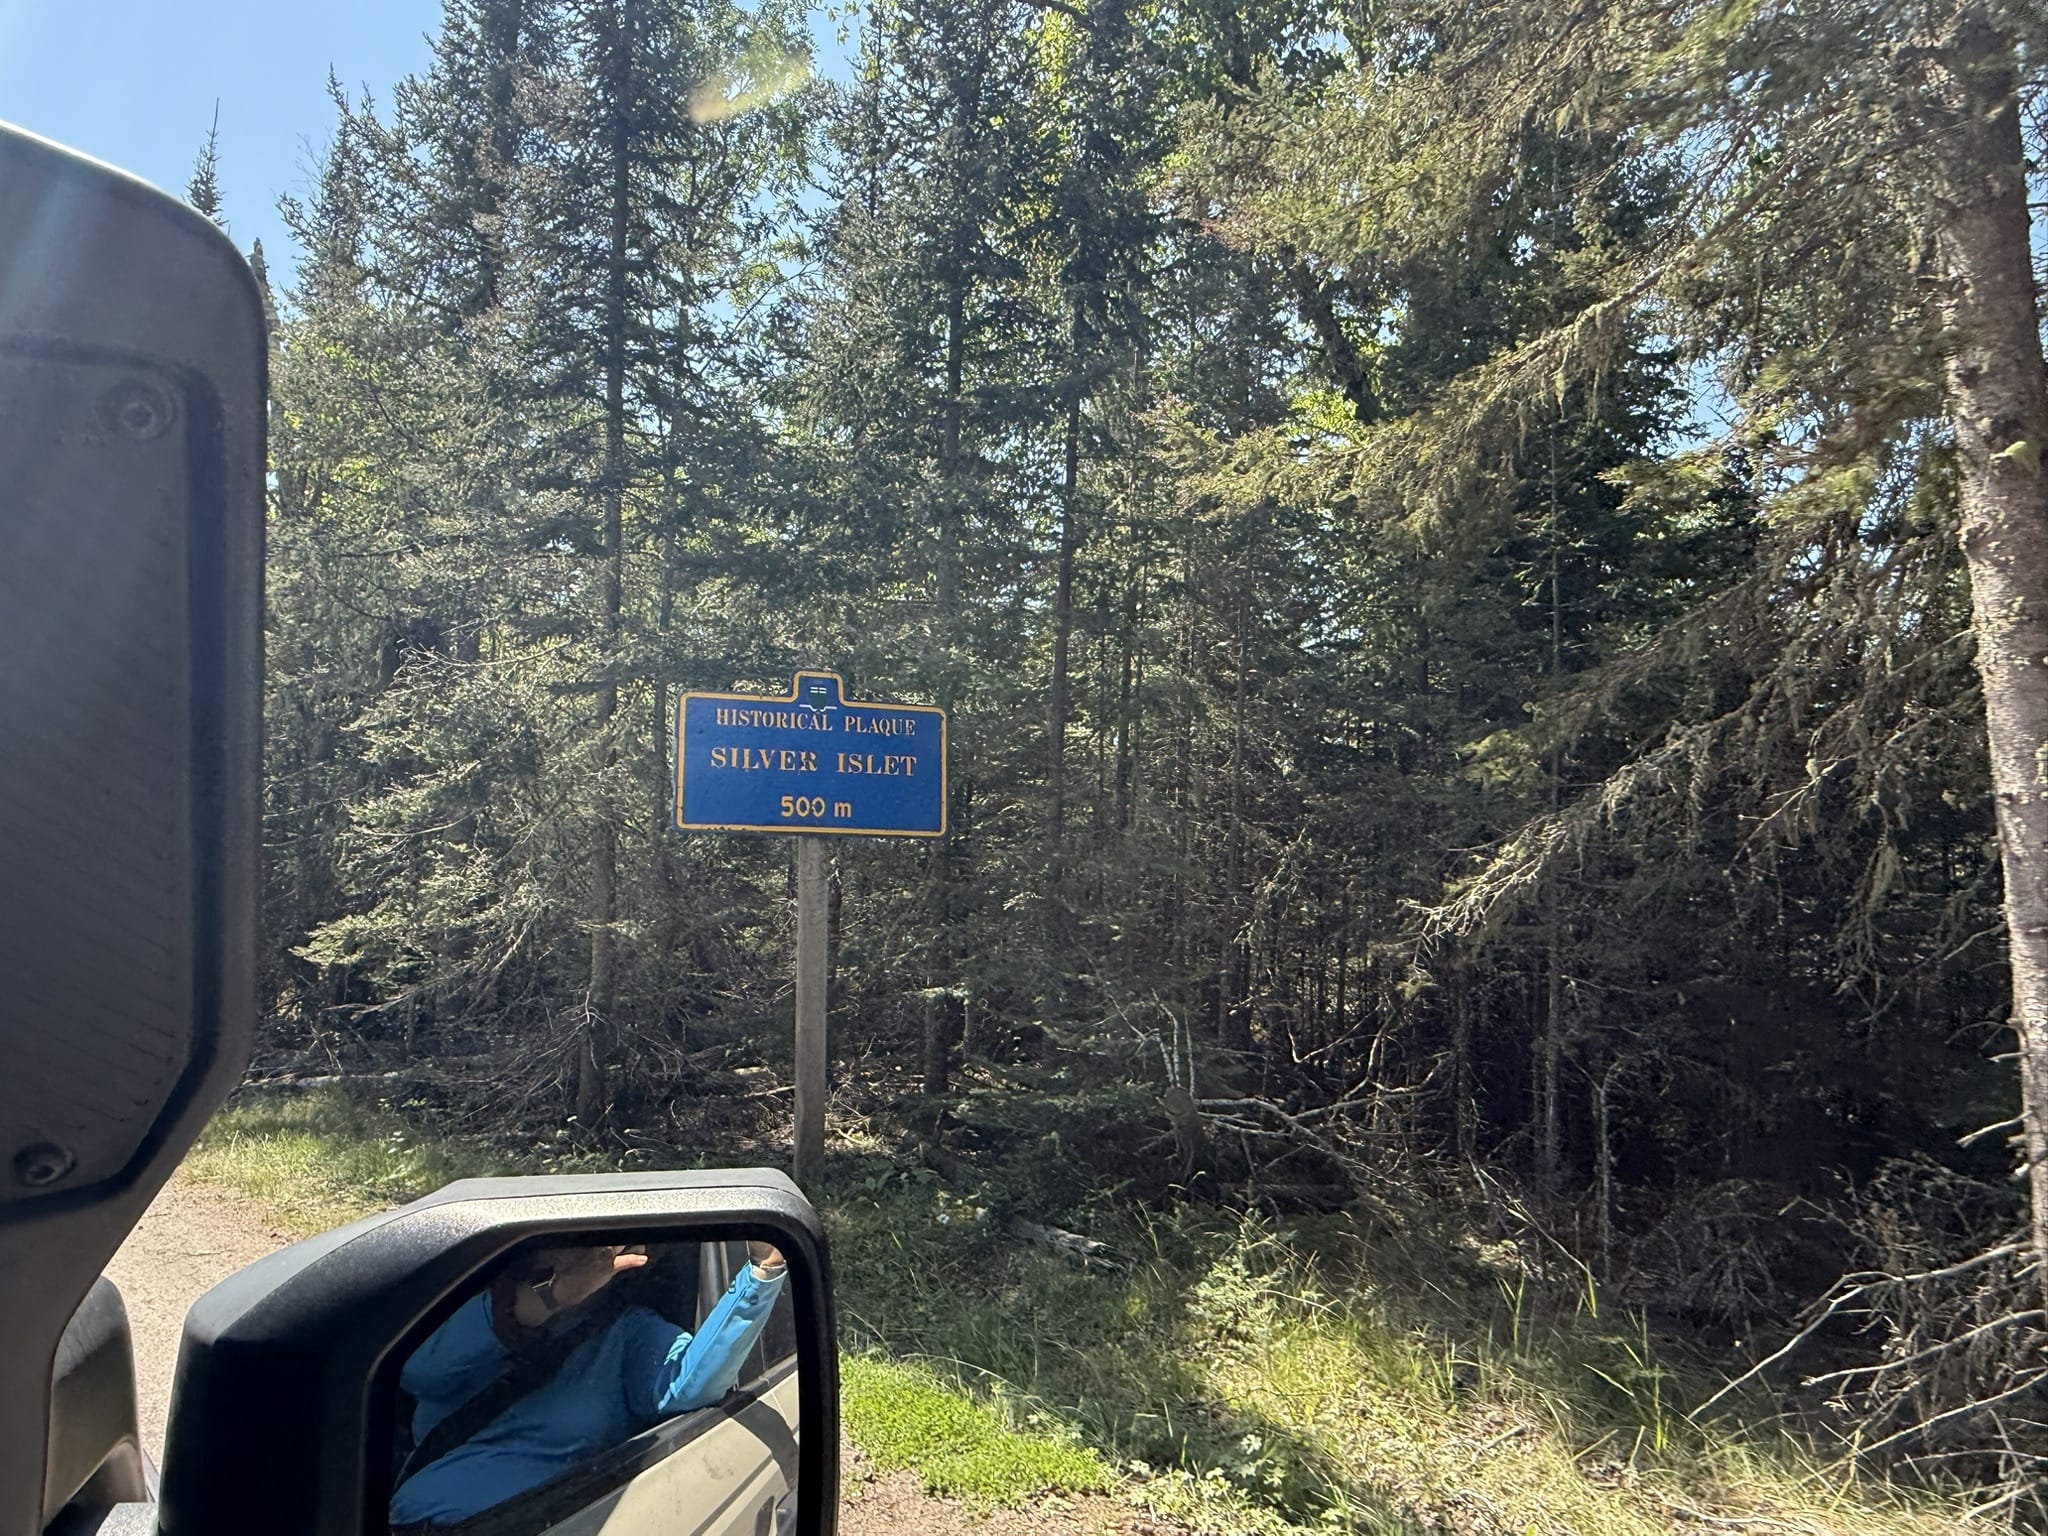 HISTORICAL PLAQUE
SILVER ISLET
500 m